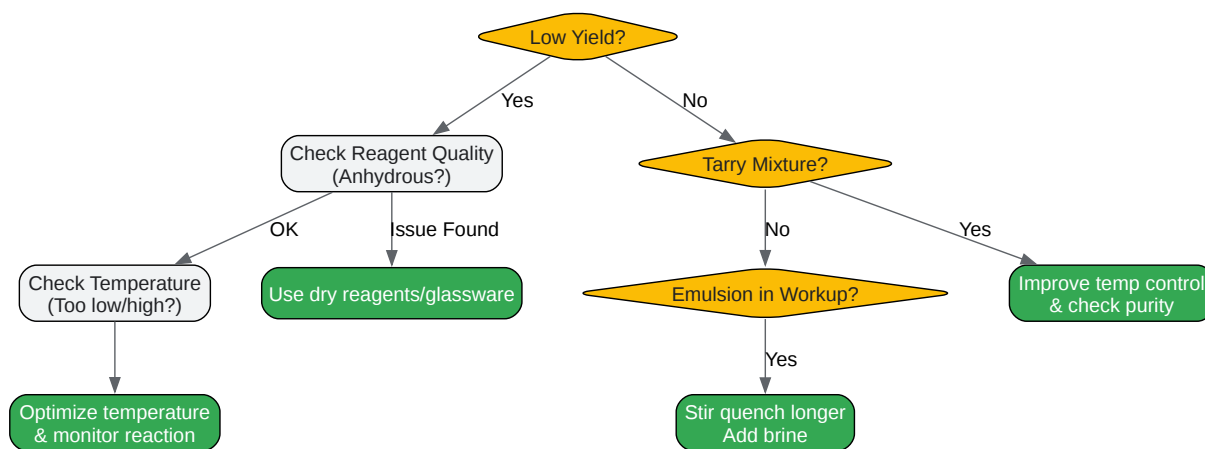 Low Yield?
Yes
No
Check Reagent Quality
(Anhydrous?)
Tarry Mixture?
OK
Issue Found
No
Yes
Check Temperature
(Too low/high?)
Use dry reagents/glassware
Emulsion in Workup?
Improve temp control
& check purity
Yes
Optimize temperature
& monitor reaction
Stir quench longer
Add brine